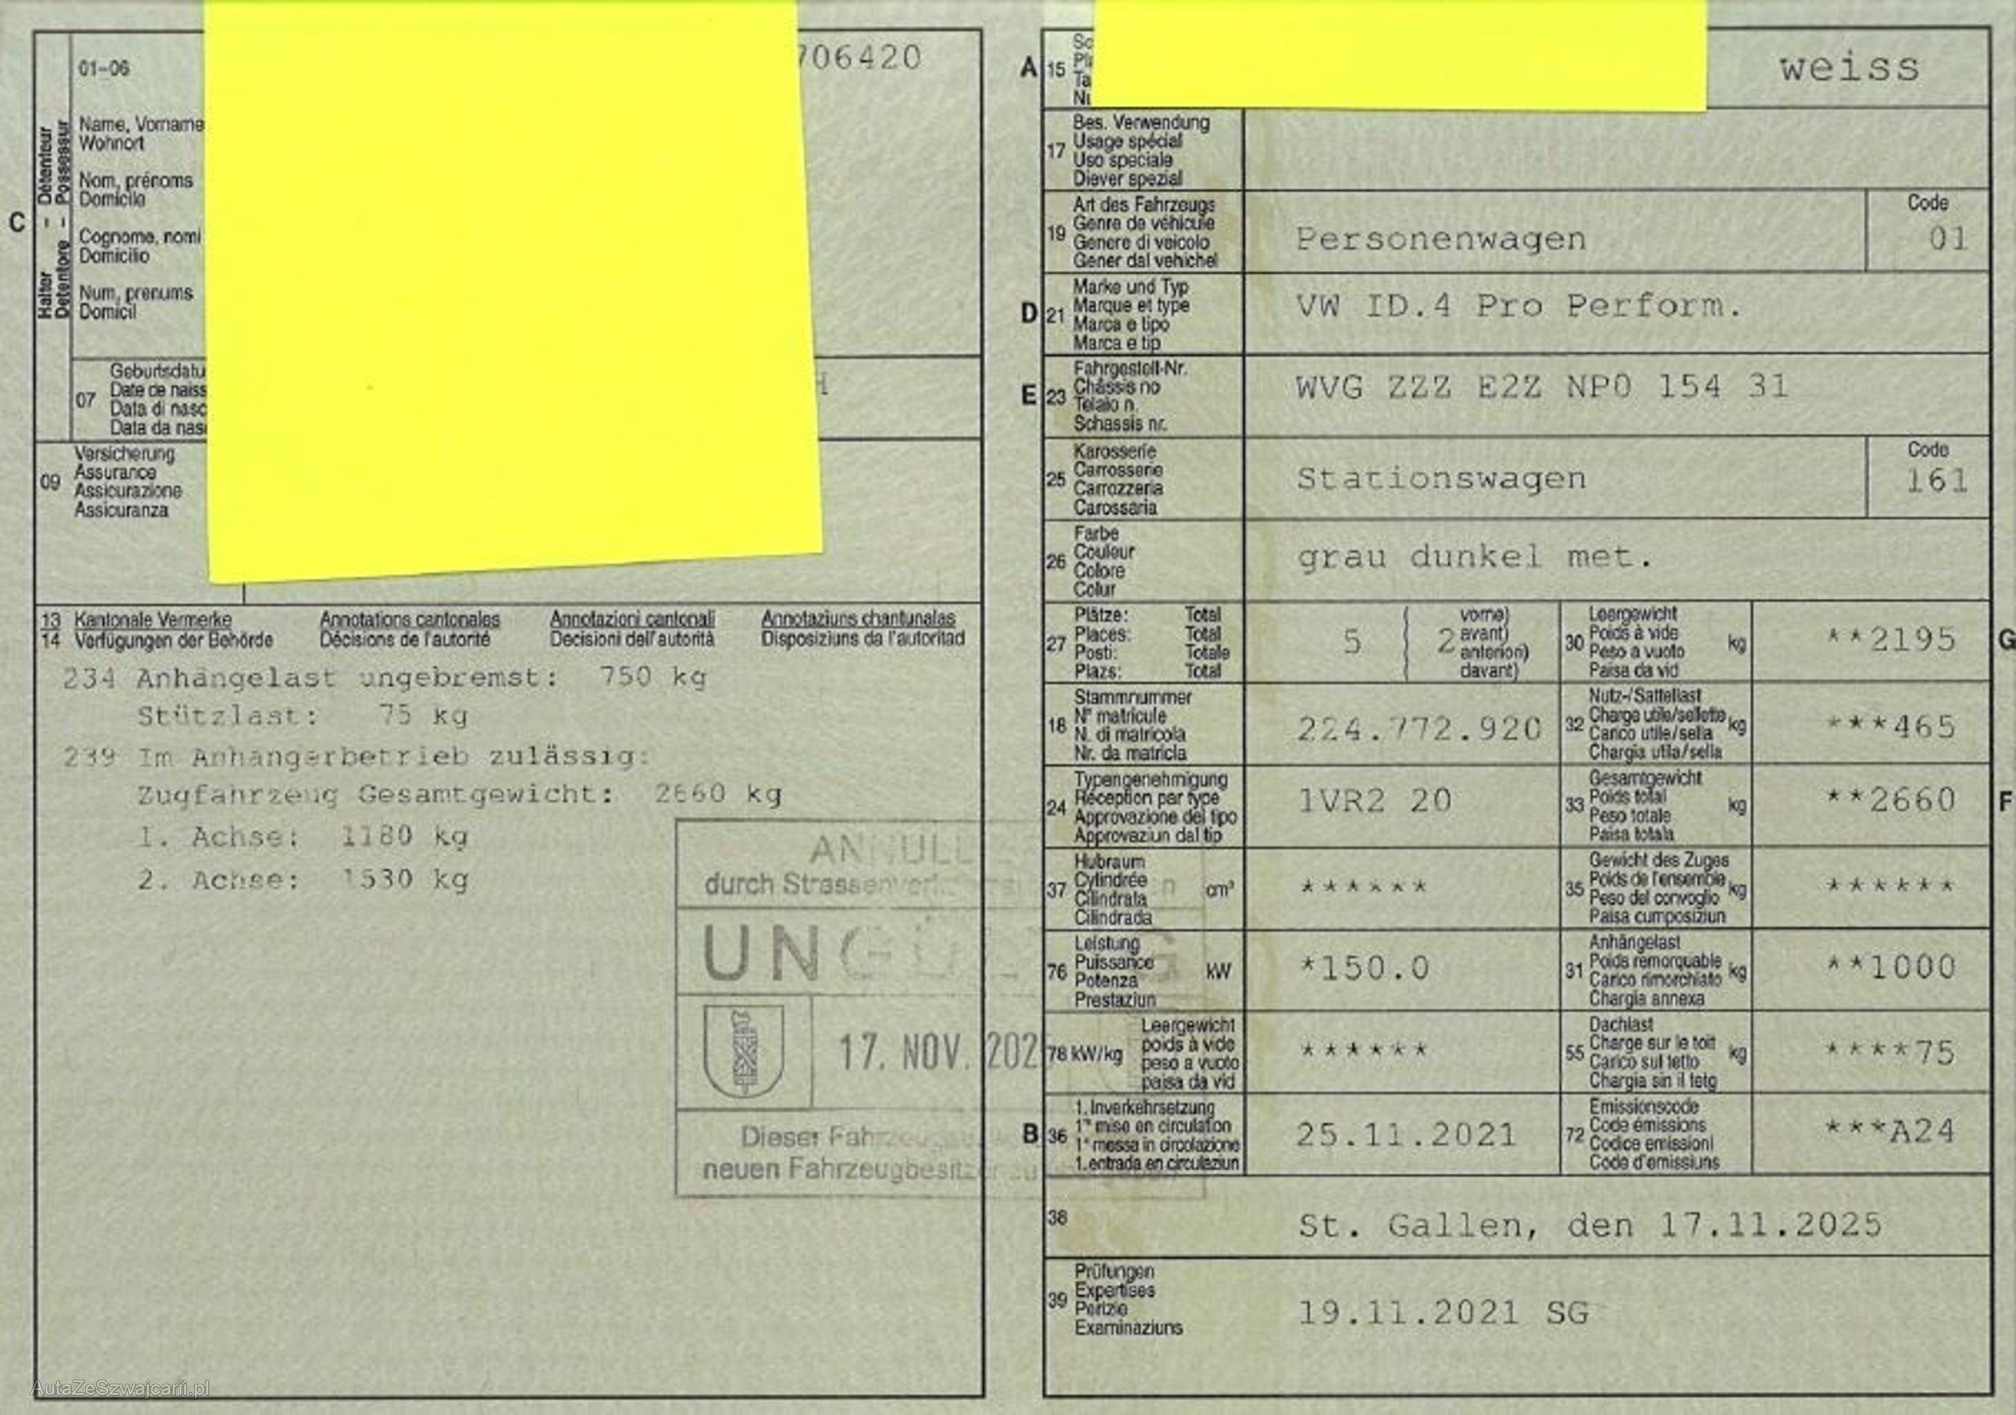 C
Halter – Détenteur
Detentore – Possessur
01–06
706420
Name, Vorname
Wohnort
Nom, prénoms
Domicile
Cognome, nomi
Domicilio
Num, prenums
Domicil
07
Date de naiss
Data di nasc
Data da nas
H
09
Versicherung
Assurance
Assicurazione
Assicuranza
13 Kantonale Vermerke Annotations cantonales Annotazioni cantonali Annotaziuns chantunalas
14 Verfügungen der Behörde Décisions de l'autorité Decisioni dell'autorità Disposiziuns da l'autoritad
234 Anhängelast ungebremst: 750 kg
Stützlast: 75 kg
239 Im Anhängerbetrieb zulässig:
Zugfahrzeug Gesamtgewicht: 2660 kg
1. Achse: 1180 kg
2. Achse: 1530 kg
durch
17. NOV. 202
Dieser
neuen Fahrzeugbesitzer
A 15
weiss
17
Bes. Verwendung
Usage spécial
Uso speciale
Diever spezial
19
Art des Fahrzeugs
Genre de véhicule
Genere di veicolo
Gener dal vehichel
Personenwagen
Code
01
D 21
Marke und Typ
Marque et type
Marca e tipo
Marca e tip
VW ID.4 Pro Perform.
E 23
Fahrgestell-Nr.
Châssis no
Telaio n.
Schassis nr.
WVG ZZZ E2Z NP0 154 31
25
Karosserie
Carrosserie
Carrozzeria
Carossaria
Stationswagen
Code
161
26
Farbe
Couleur
Colore
Colur
grau dunkel met.
27
Plätze: Total
Places: Total
Posti: Totale
Plazs: Total
5 ( 2
vorne)
avant)
anteriori)
davant)
30
Leergewicht
Poids à vide
Peso a vuoto
Paisa da vid
kg
**2195
G
18
Stammnummer
N° matricule
N. di matricola
Nr. da matricla
224.772.920
32
Nutz-/Sattellast
Charge utile/sellette
Carico utile/sella
Chargia utila/sella
kg
***465
24
Typengenehmigung
Réception par type
Approvazione del tipo
Approvaziun dal tip
1VR2 20
33
Gesamtgewicht
Poids total
Peso totale
Paisa totala
kg
**2660
F
37
Hubraum
Cylindrée
Cilindrata
Cilindrada
cm³
******
35
Gewicht des Zuges
Poids de l'ensemble
Peso del convoglio
Paisa cumposiziun
kg
******
76
Leistung
Puissance
Potenza
Prestaziun
kW
*150.0
31
Anhängelast
Poids remorquable
Carico rimorchiato
Chargia annexa
kg
**1000
78 kW/kg
Leergewicht
poids à vide
peso a vuoto
paisa da vid
******
55
Dachlast
Charge sur le toit
Carico sul tetto
Chargia sin il tetg
kg
****75
B 36
1. Inverkehrsetzung
1re mise en circulation
1a messa in circolazione
1. entrada en circulaziun
25.11.2021
72
Emissionscode
Code émissions
Codice emissioni
Code d'emissiuns
***A24
38
St. Gallen, den 17.11.2025
39
Prüfungen
Expertises
Perizie
Examinaziuns
19.11.2021 SG
AutaZeSzwajcarii.pl